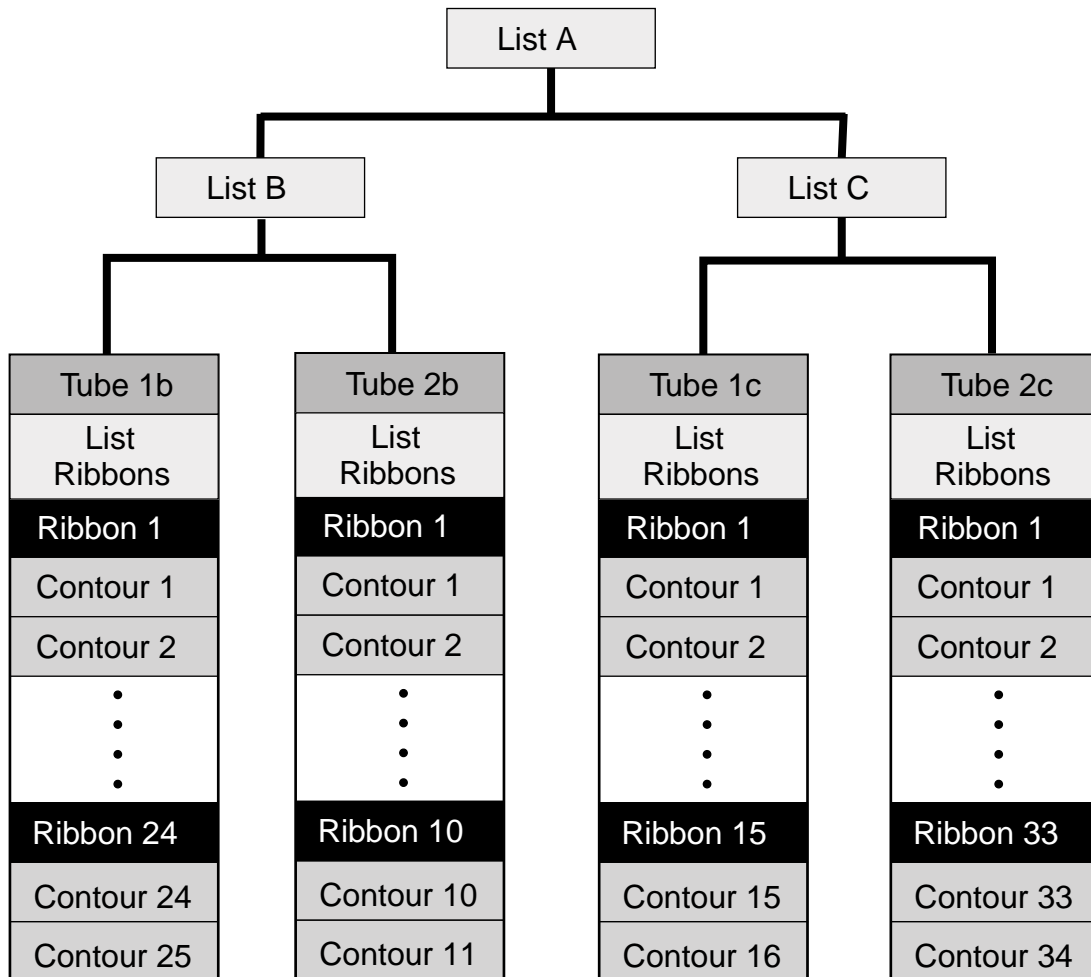 List A
List B
List C
Tube 1b
List
Ribbons
Ribbon 1
Contour 1
Contour 2
Ribbon 24
Contour 24
Contour 25
Tube 2b
List
Ribbons
Ribbon 1
Contour 1
Contour 2
Ribbon 10
Contour 10
Contour 11
Tube 1c
List
Ribbons
Ribbon 1
Contour 1
Contour 2
Ribbon 15
Contour 15
Contour 16
Tube 2c
List
Ribbons
Ribbon 1
Contour 1
Contour 2
Ribbon 33
Contour 33
Contour 34